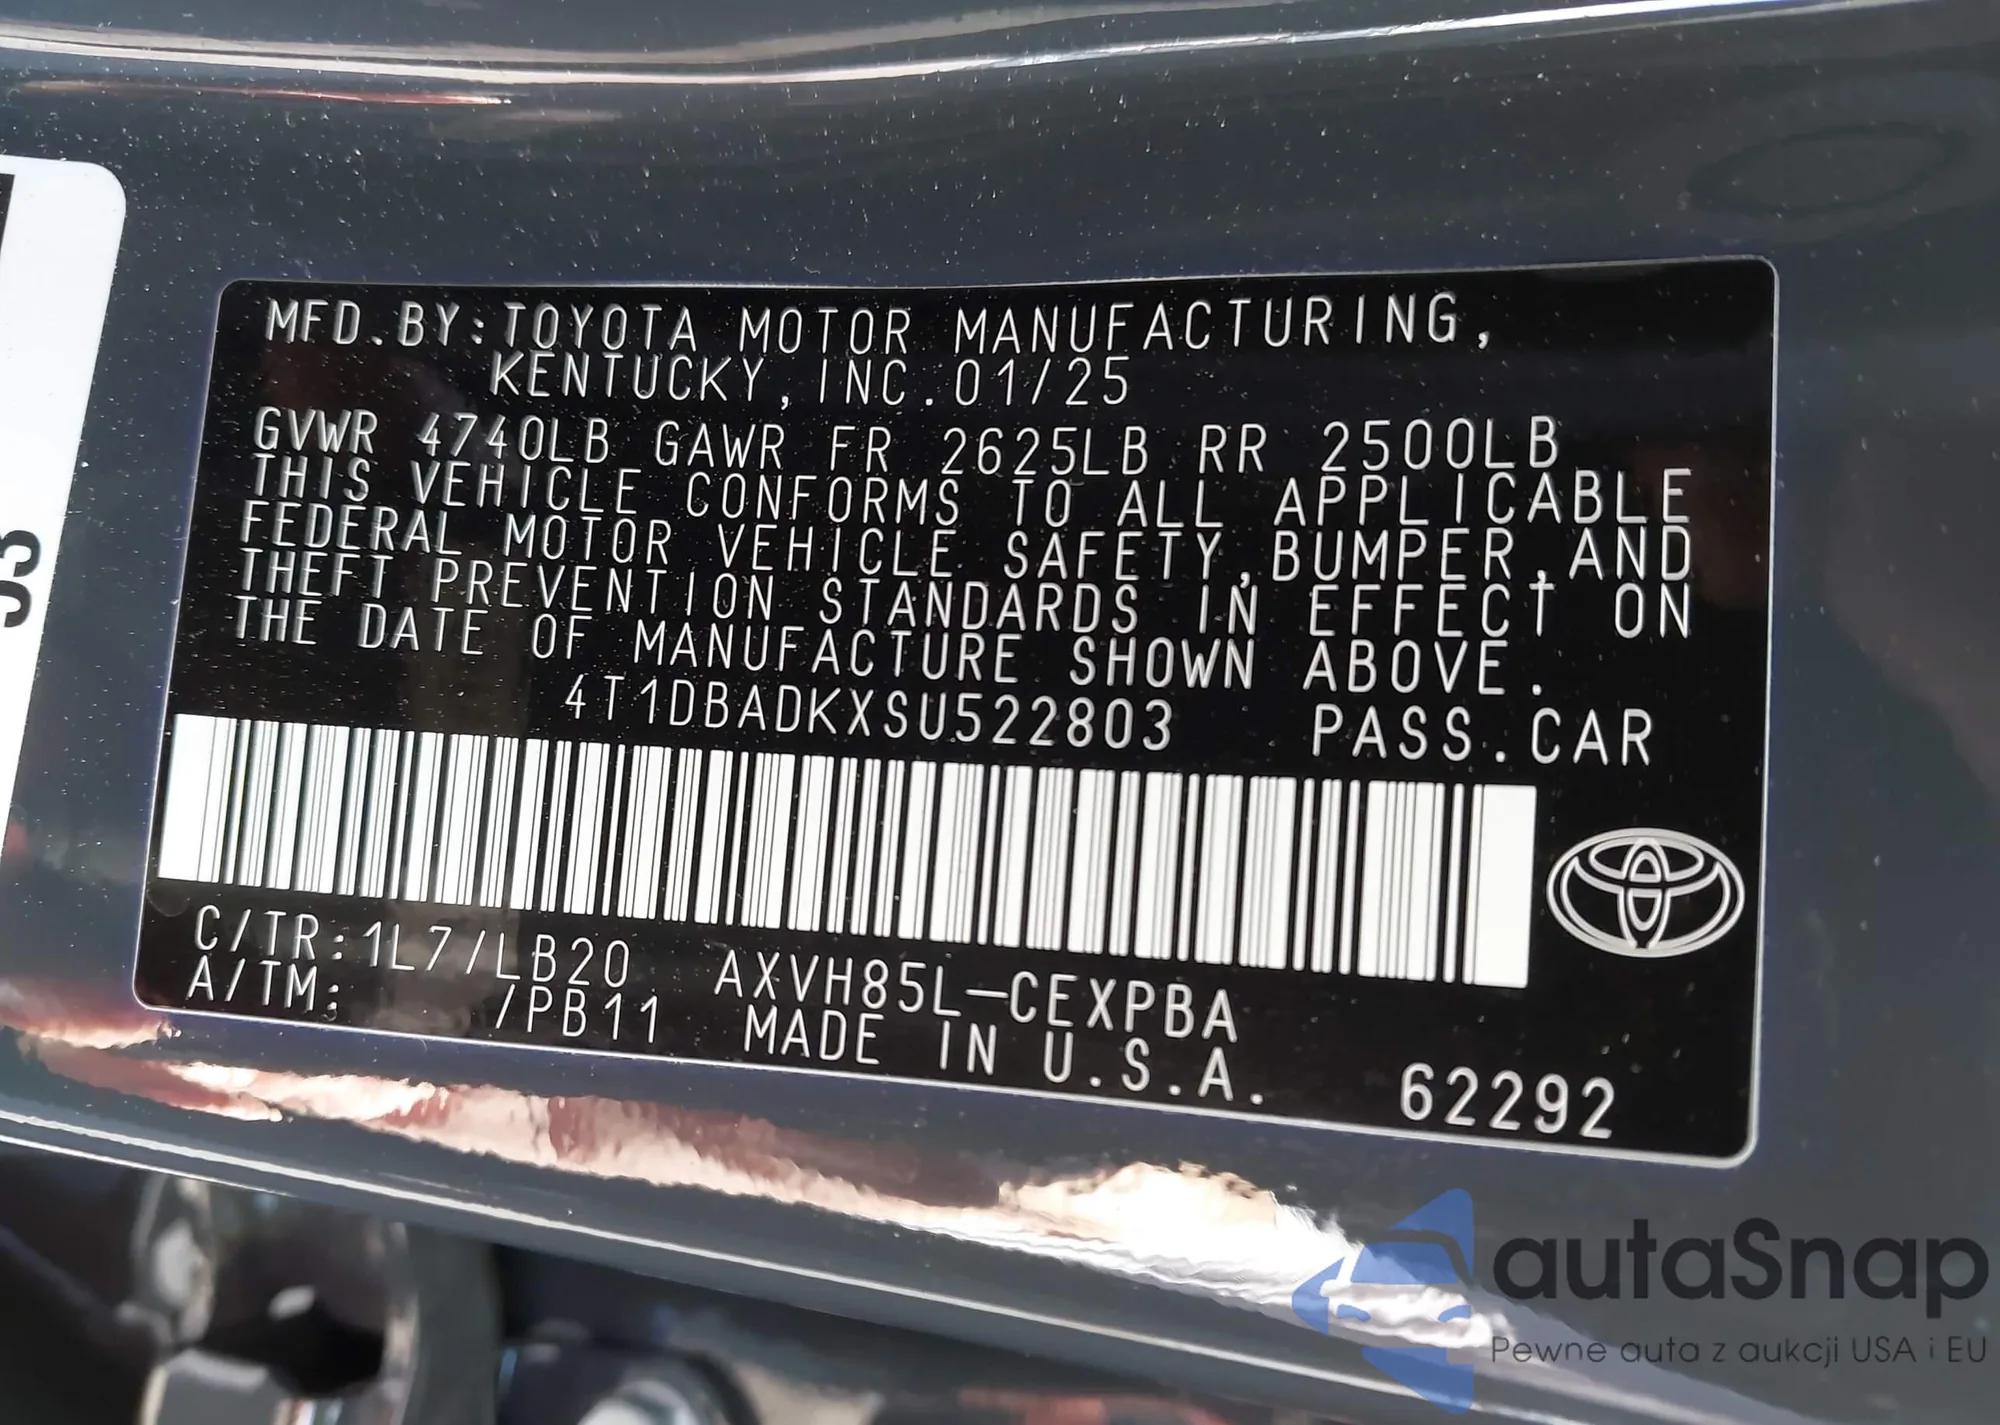 MFD.BY:TOYOTA MOTOR MANUFACTURING,
KENTUCKY,INC.01/25
GVWR 4740LB GAWR FR 2625LB RR 2500LB
THIS VEHICLE CONFORMS TO ALL APPLICABLE
FEDERAL MOTOR VEHICLE SAFETY,BUMPER,AND
THEFT PREVENTION STANDARDS IN EFFECT ON
THE DATE OF MANUFACTURE SHOWN ABOVE.
4T1DBADKXSU522803 PASS.CAR
C/TR:1L7/LB20 AXVH85L-CEXPBA
A/TM: /PB11 MADE IN U.S.A.
62292
autaSnap
Pewne auta z aukcji USA i EU